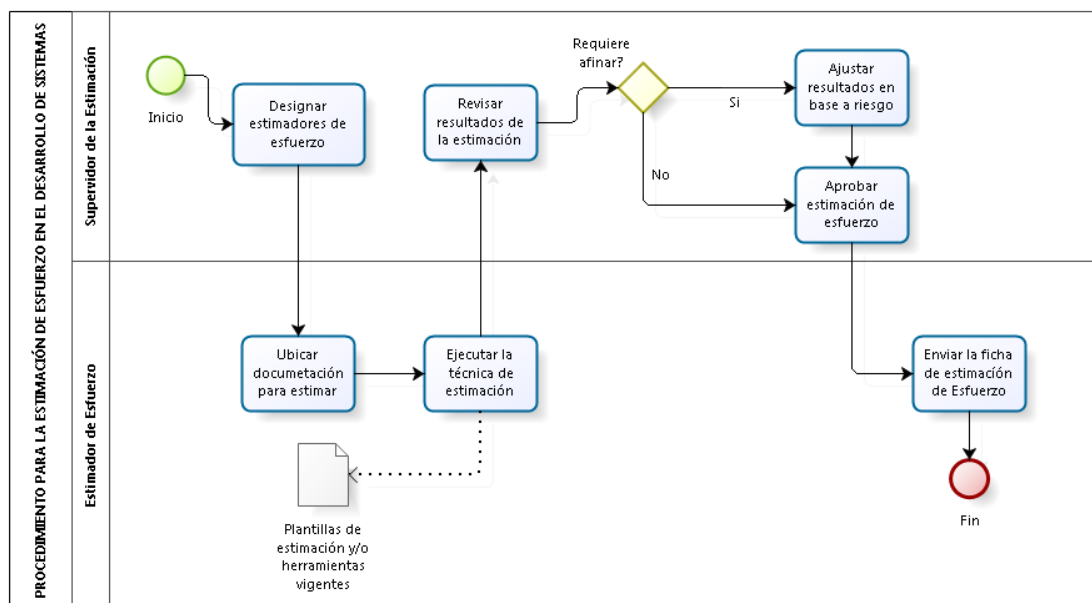 PROCEDIMIENTO PARA LA ESTIMACIÓN DE ESFUERZO EN EL DESARROLLO DE SISTEMAS
Supervidor de la Estimación
Inicio
Designar
estimadores de
esfuerzo
Revisar
resultados de
la estimación
Requiere
afinar?
Si
No
Ajustar
resultados en
base a riesgo
Aprobar
estimación de
esfuerzo
Estimador de Esfuerzo
Ubicar
documetación
para estimar
Ejecutar la
técnica de
estimación
Plantillas de
estimación y/o
herramientas
vigentes
Enviar la ficha
de estimación
de Esfuerzo
Fin